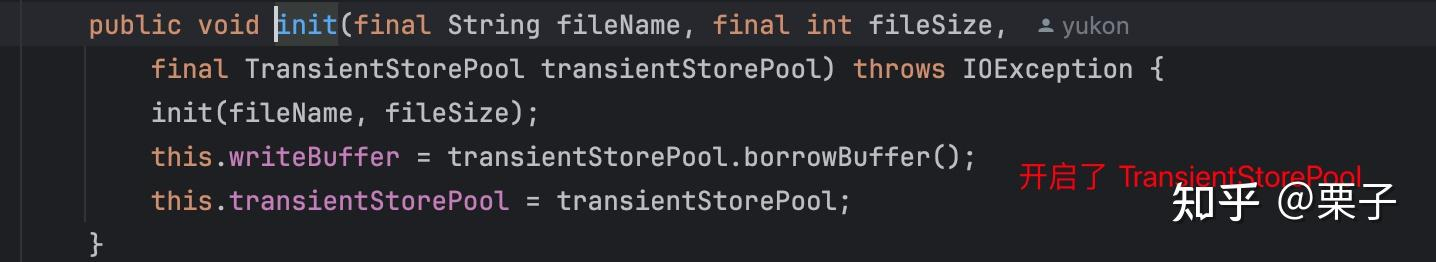 public void init(final String fileName, final int fileSize, yukon
final TransientStorePool transientStorePool) throws IOException {
init(fileName, fileSize);
this.writeBuffer = transientStorePool.borrowBuffer();
开启了 TransientStorePool
this.transientStorePool = transientStorePool;
知乎 @栗子
}